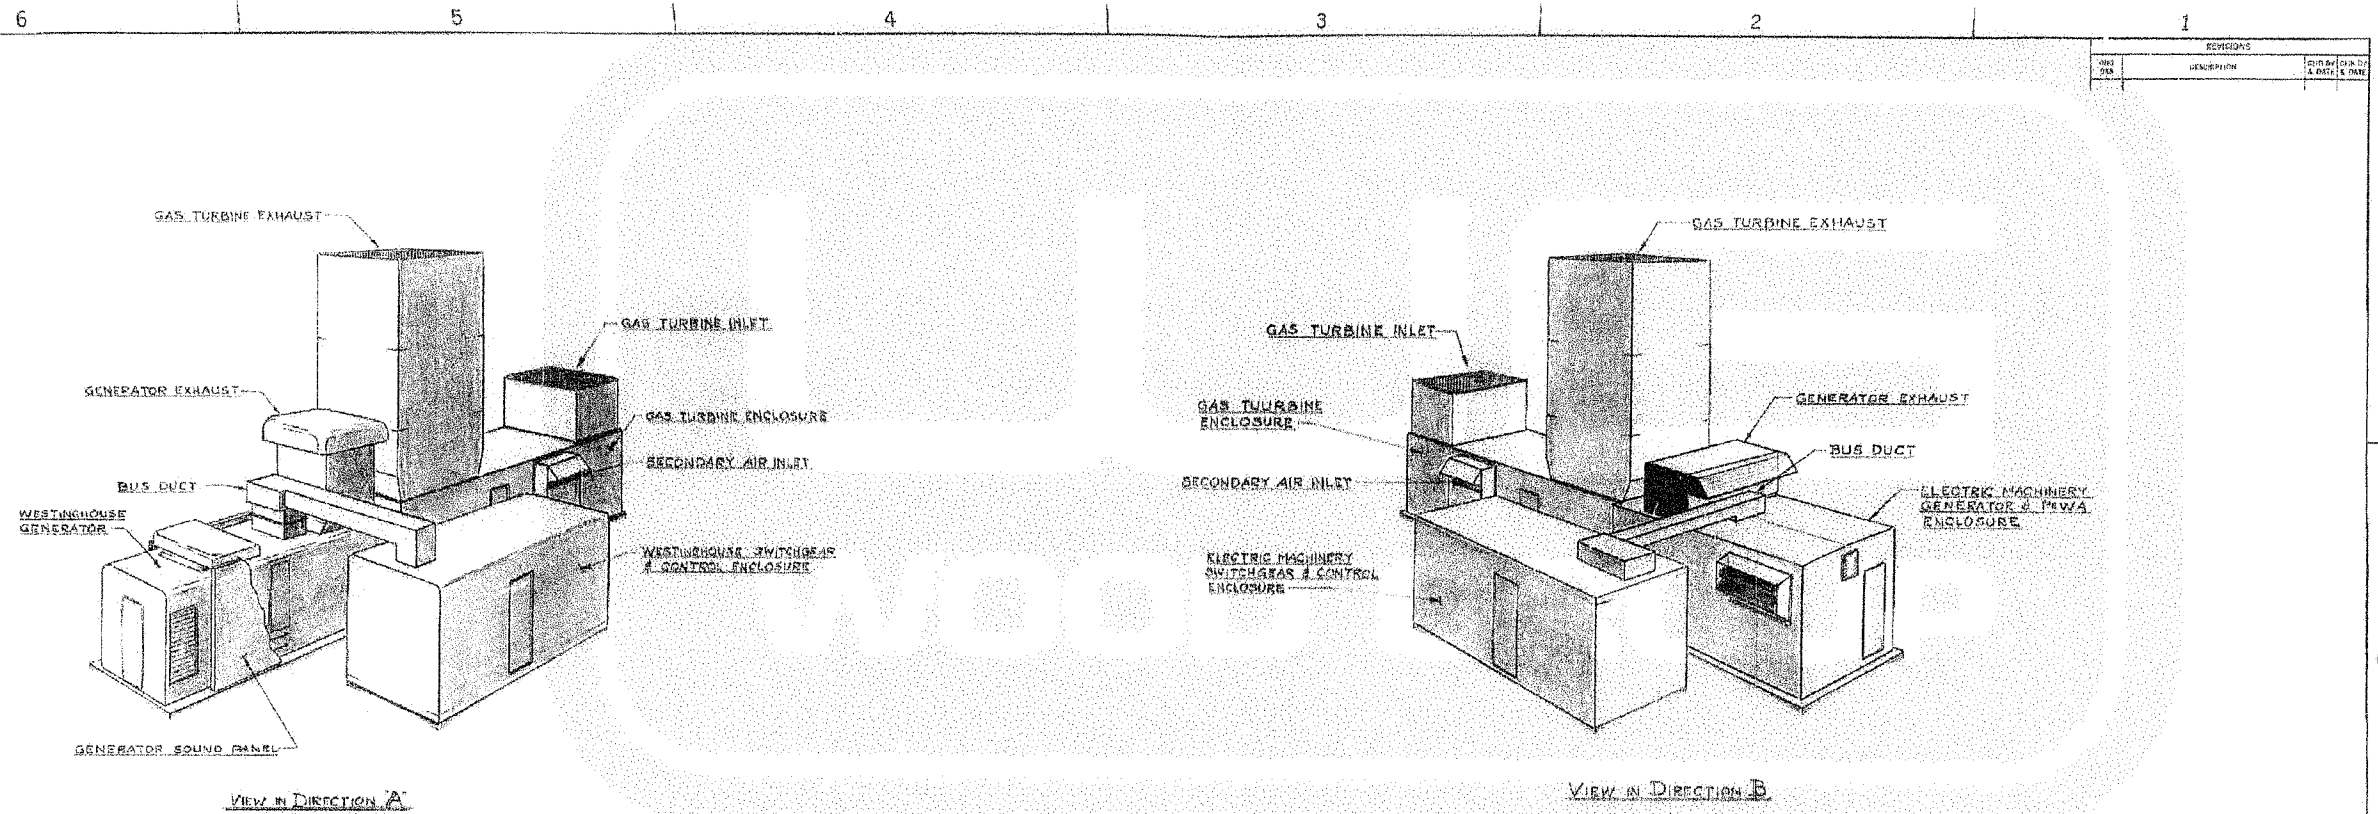 6 5 4 3 2 1
REVISIONS
DESCRIPTION
& DATE & DATE
GAS TURBINE EXHAUST
GAS TURBINE INLET
GENERATOR EXHAUST
GAS TURBINE ENCLOSURE
SECONDARY AIR INLET
BUS DUCT
WESTINGHOUSE
GENERATOR
WESTINGHOUSE SWITCHGEAR
& CONTROL ENCLOSURE
GENERATOR SOUND PANEL
VIEW IN DIRECTION "A"
GAS TURBINE EXHAUST
GAS TURBINE INLET
GAS TUURBINE
ENCLOSURE
GENERATOR EXHAUST
BUS DUCT
SECONDARY AIR INLET
ELECTRIC MACHINERY
GENERATOR &
ENCLOSURE
ELECTRIC MACHINERY
SWITCHGEAR & CONTROL
ENCLOSURE
VIEW IN DIRECTION B